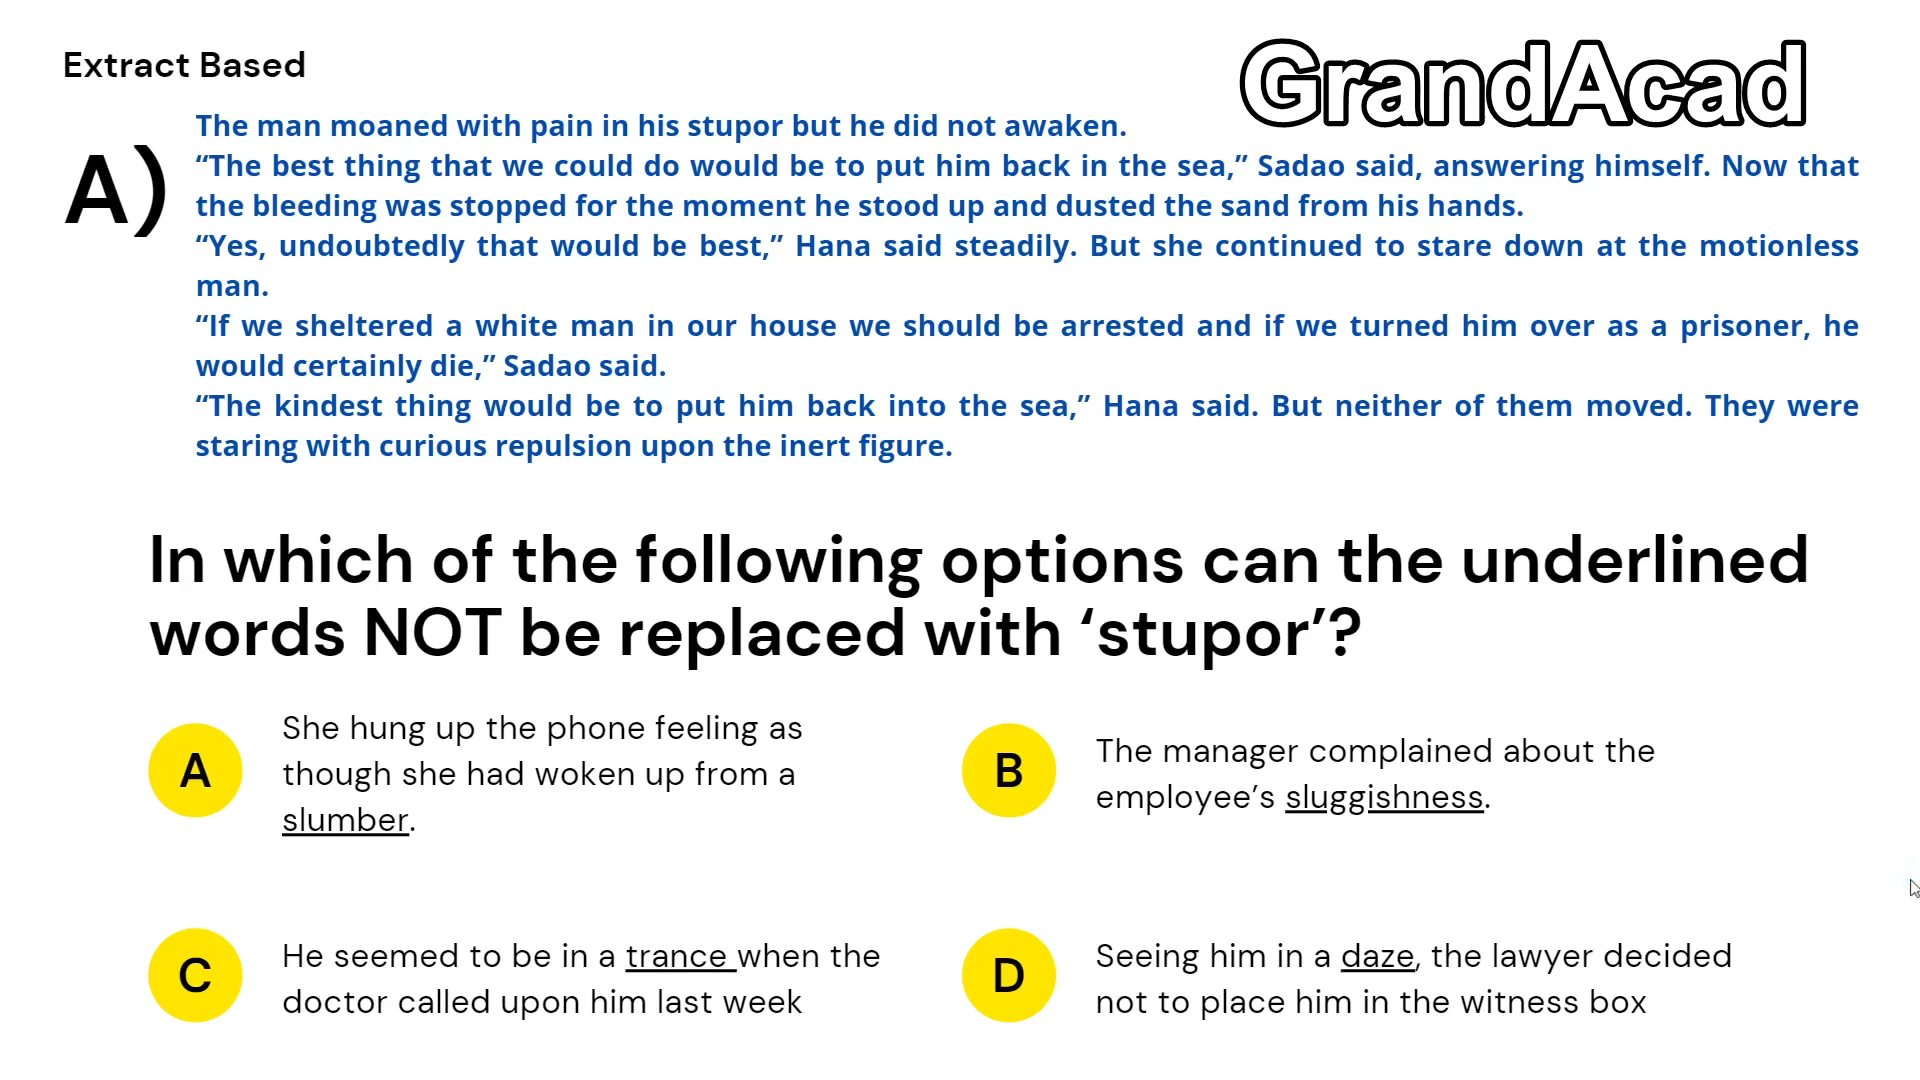 Extract Based
GrandAcad
A)
The man moaned with pain in his stupor but he did not awaken.
“The best thing that we could do would be to put him back in the sea,” Sadao said, answering himself. Now that
the bleeding was stopped for the moment he stood up and dusted the sand from his hands.
“Yes, undoubtedly that would be best,” Hana said steadily. But she continued to stare down at the motionless
man.
“If we sheltered a white man in our house we should be arrested and if we turned him over as a prisoner, he
would certainly die,” Sadao said.
“The kindest thing would be to put him back into the sea,” Hana said. But neither of them moved. They were
staring with curious repulsion upon the inert figure.
In which of the following options can the underlined
words NOT be replaced with ‘stupor’?
A
She hung up the phone feeling as
though she had woken up from a
slumber.
B
The manager complained about the
employee’s sluggishness.
C
He seemed to be in a trance when the
doctor called upon him last week
D
Seeing him in a daze, the lawyer decided
not to place him in the witness box